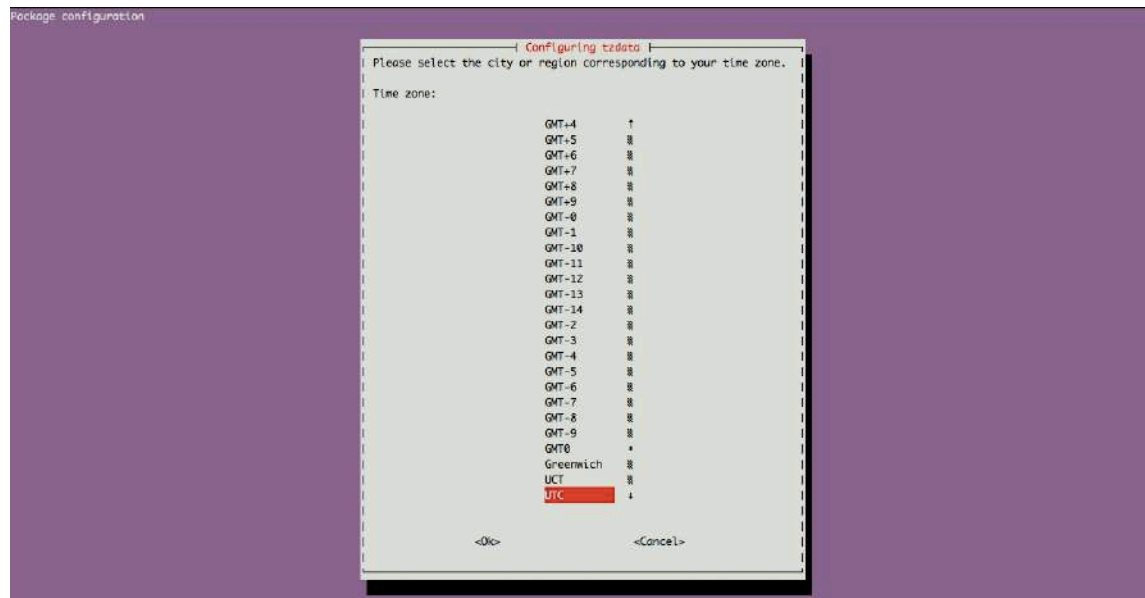 Package configuration
Configuring tzdata
Please select the city or region corresponding to your time zone.
Time zone:
GMT+4
GMT+5
GMT+6
GMT+7
GMT+8
GMT+9
GMT-0
GMT-1
GMT-10
GMT-11
GMT-12
GMT-13
GMT-14
GMT-2
GMT-3
GMT-4
GMT-5
GMT-6
GMT-7
GMT-8
GMT-9
GMT0
Greenwich
UCT
UTC
<Ok> <Cancel>